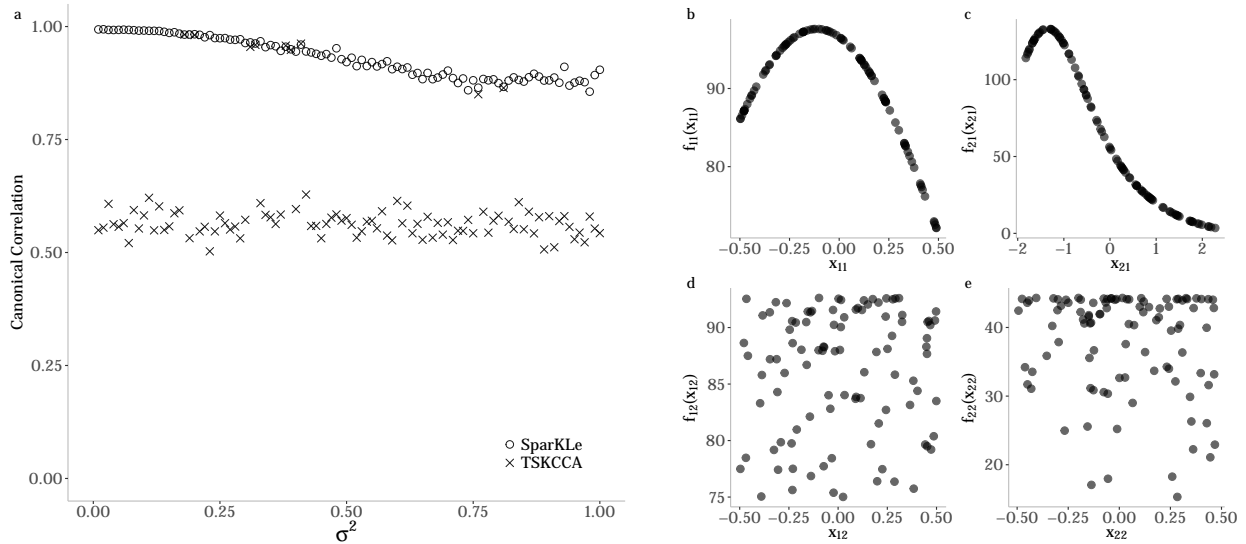 a
1.00
0.75
0.50
0.25
0.00
Canonical Correlation
0.00 0.25 0.50 0.75 1.00
σ²
SparKLe
TSKCCA
b
90
80
f₁₁(x₁₁)
−0.50 −0.25 0.00 0.25 0.50
x₁₁
c
100
50
0
f₂₁(x₂₁)
−2 −1 0 1 2
x₂₁
d
90
85
80
75
f₁₂(x₁₂)
−0.50 −0.25 0.00 0.25 0.50
x₁₂
e
40
30
20
f₂₂(x₂₂)
−0.50 −0.25 0.00 0.25 0.50
x₂₂